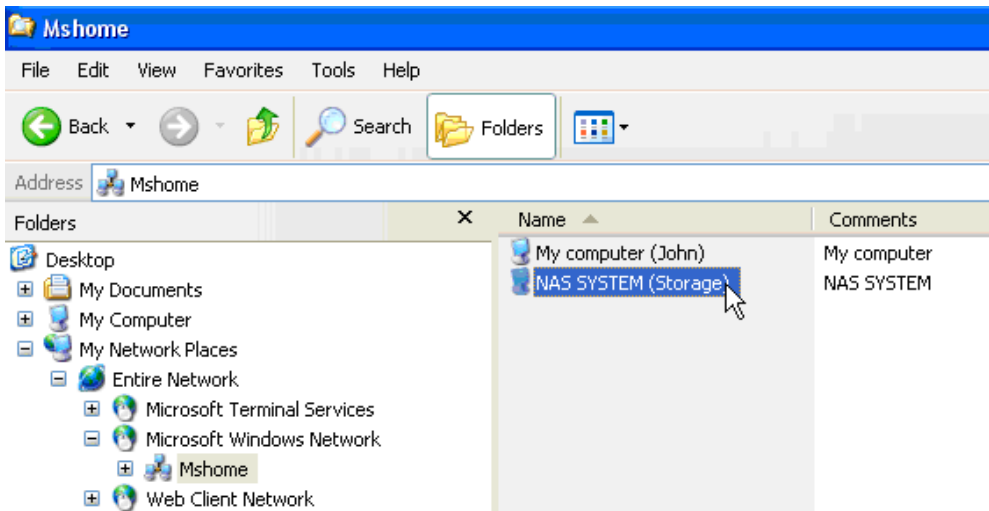 Mshome
File Edit View Favorites Tools Help
Back Search Folders
Address Mshome
Folders × Name Comments
Desktop
My Documents
My Computer
My Network Places
Entire Network
Microsoft Terminal Services
Microsoft Windows Network
Mshome
Web Client Network
My computer (John) My computer
NAS SYSTEM (Storage) NAS SYSTEM